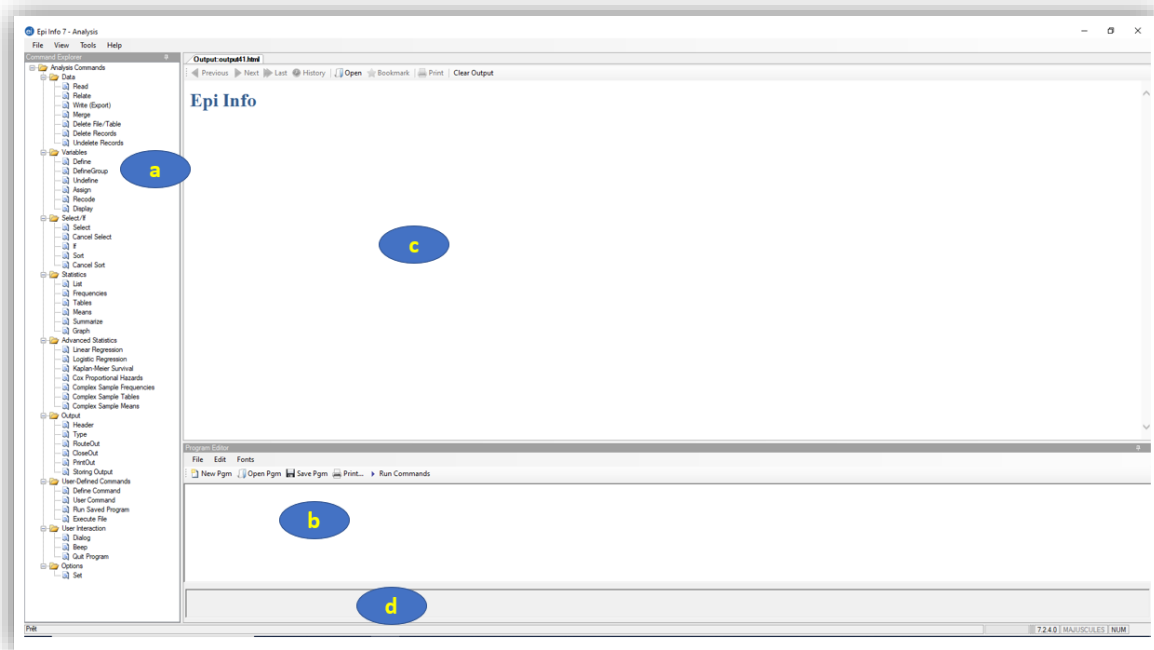 Epi Info 7 - Analysis
File View Tools Help
Command Explorer
Analysis Commands
Data
Read
Relate
Write (Export)
Merge
Delete File/Table
Delete Records
Undelete Records
Variables
Define
DefineGroup
Undefine
Assign
Recode
Display
Select/If
Select
Cancel Select
If
Sort
Cancel Sort
Statistics
List
Frequencies
Tables
Means
Summarize
Graph
Advanced Statistics
Linear Regression
Logistic Regression
Kaplan-Meier Survival
Cox Proportional Hazards
Complex Sample Frequencies
Complex Sample Tables
Complex Sample Means
Output
Header
Type
RouteOut
CloseOut
PrintOut
Storing Output
User-Defined Commands
Define Command
User Command
Run Saved Program
Execute File
User Interaction
Dialog
Beep
Quit Program
Options
Set
a
Output:output41.html
Previous Next Last History Open Bookmark Print Clear Output
Epi Info
c
Program Editor
File Edit Fonts
New Pgm Open Pgm Save Pgm Print... Run Commands
b
d
Prêt
7.2.4.0 MAJUSCULES NUM